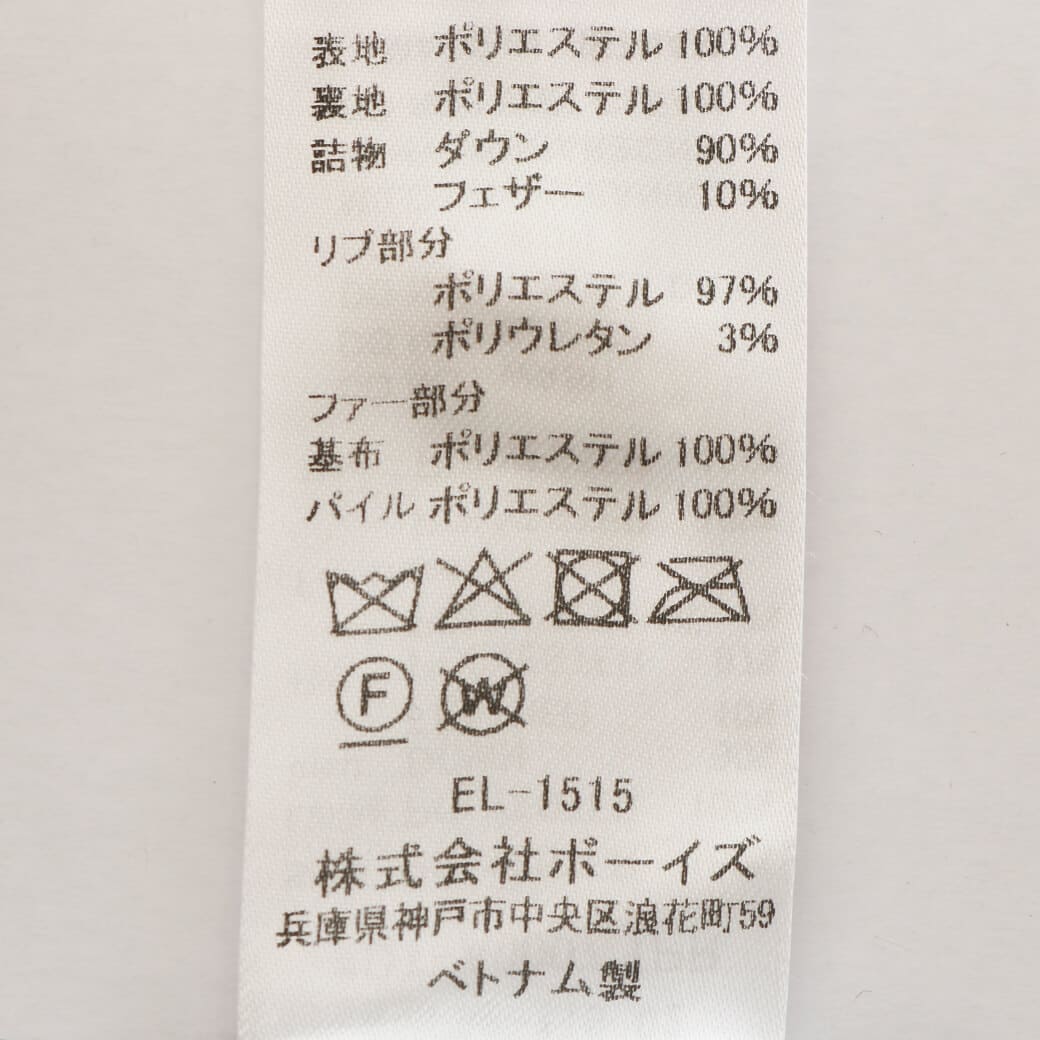 表地 ポリエステル 100%
裏地 ポリエステル 100%
詰物 ダウン 90%
フェザー 10%
リブ部分
ポリエステル 97%
ポリウレタン 3%
ファー部分
基布 ポリエステル 100%
パイル ポリエステル 100%
F W
EL-1515
株式会社ボーイズ
兵庫県神戸市中央区浪花町59
ベトナム製